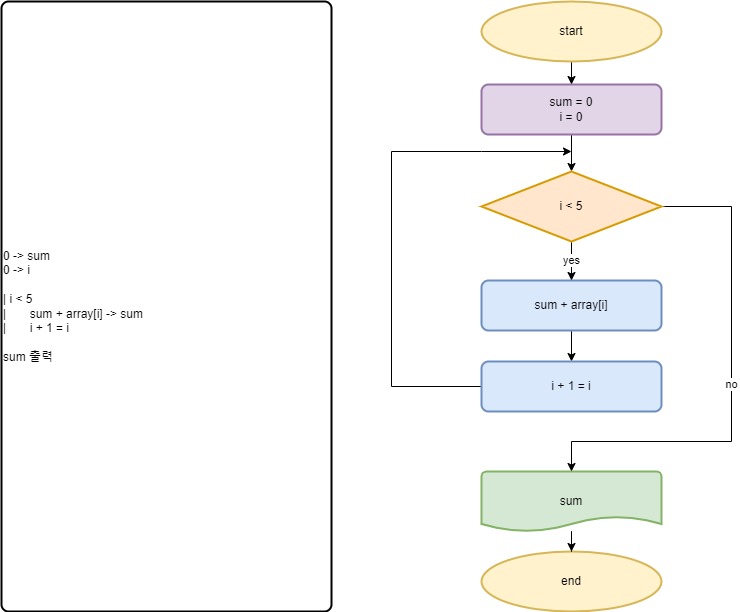 0 -> sum
0 -> i
| i < 5
| sum + array[i] -> sum
| i + 1 = i
sum 출력
start
sum = 0
i = 0
i < 5
yes
sum + array[i]
i + 1 = i
no
sum
end